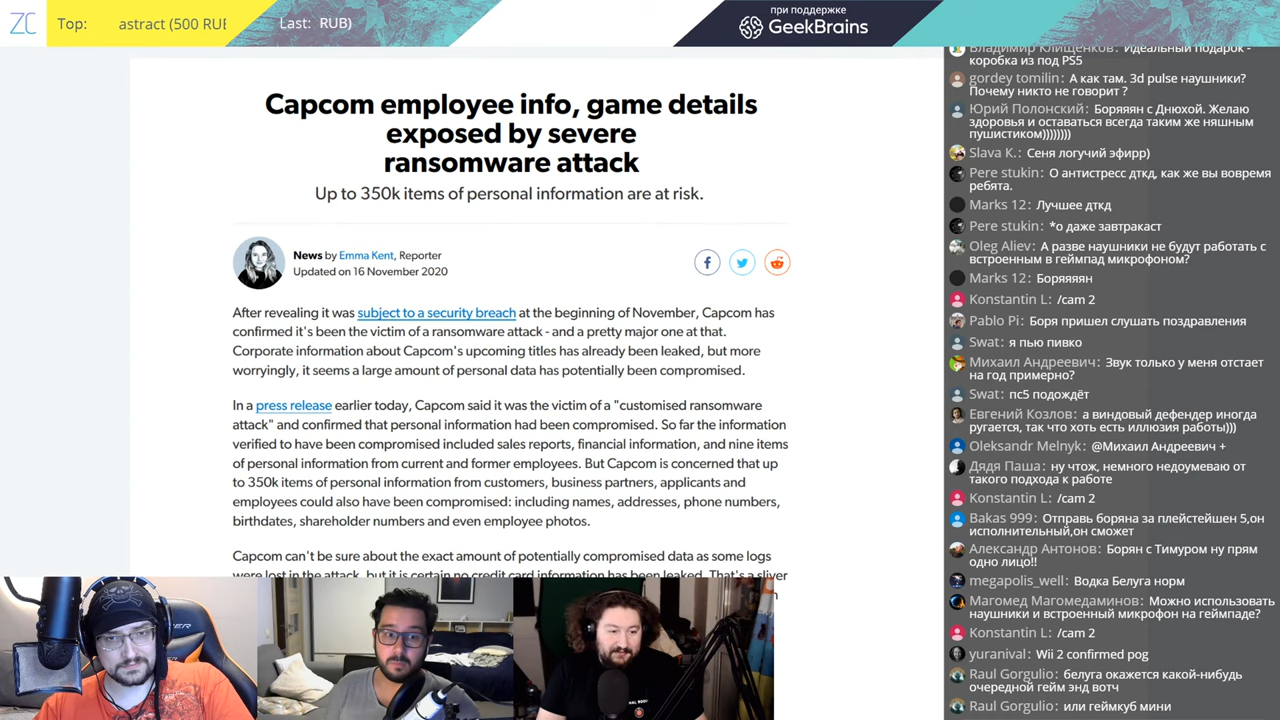 ZC
Top:
astract (500 RUB
Last:
RUB)
при поддержке
GeekBrains
Capcom employee info, game details
exposed by severe
ransomware attack
Up to 350k items of personal information are at risk.
News by Emma Kent, Reporter
Updated on 16 November 2020
After revealing it was subject to a security breach at the beginning of November, Capcom has
confirmed it's been the victim of a ransomware attack - and a pretty major one at that.
Corporate information about Capcom's upcoming titles has already been leaked, but more
worryingly, it seems a large amount of personal data has potentially been compromised.
In a press release earlier today, Capcom said it was the victim of a "customised ransomware
attack" and confirmed that personal information had been compromised. So far the information
verified to have been compromised included sales reports, financial information, and nine items
of personal information from current and former employees. But Capcom is concerned that up
to 350k items of personal information from customers, business partners, applicants and
employees could also have been compromised: including names, addresses, phone numbers,
birthdates, shareholder numbers and even employee photos.
Capcom can't be sure about the exact amount of potentially compromised data as some logs
were lost in the attack, but it is certain no credit card information has been leaked. That's a sliver
Владимир Клищенков: Идеальный подарок -
коробка из под PS5
gordey tomilin: А как там. 3d pulse наушники?
Почему никто не говорит ?
Юрий Полонский: Боряяян с Днюхой. Желаю
здоровья и оставаться всегда таким же няшным
пушистиком))))))))
Slava К.: Сеня логучий эфирр)
Pere stukin: О антистресс дткд, как же вы вовремя
ребята.
Marks 12: Лучшее дткд
Pere stukin: *о даже завтракаст
Oleg Aliev: А разве наушники не будут работать с
встроенным в геймпад микрофоном?
Marks 12: Боряяяян
Konstantin L: /cam 2
Pablo Pi: Боря пришел слушать поздравления
Swat: я пью пивко
Михаил Андреевич: Звук только у меня отстает
на год примерно?
Swat: пс5 подождёт
Евгений Козлов: а виндовый дефендер иногда
ругается, так что хоть есть иллюзия работы)))
Oleksandr Melnyk: @Михаил Андреевич +
Дядя Паша: ну чтож, немного недоумеваю от
такого подхода к работе
Konstantin L: /cam 2
Bakas 999: Отправь боряна за плейстейшен 5,он
исполнительный,он сможет
Александр Антонов: Борян с Тимуром ну прям
одно лицо!!
megapolis_well: Водка Белуга норм
Магомед Магомедаминов: Можно использовать
наушники и встроенный микрофон на геймпаде?
Konstantin L: /cam 2
yuranival: Wii 2 confirmed pog
Raul Gorgulio: белуга окажется какой-нибудь
очередной гейм энд вотч
Raul Gorgulio: или геймкуб мини